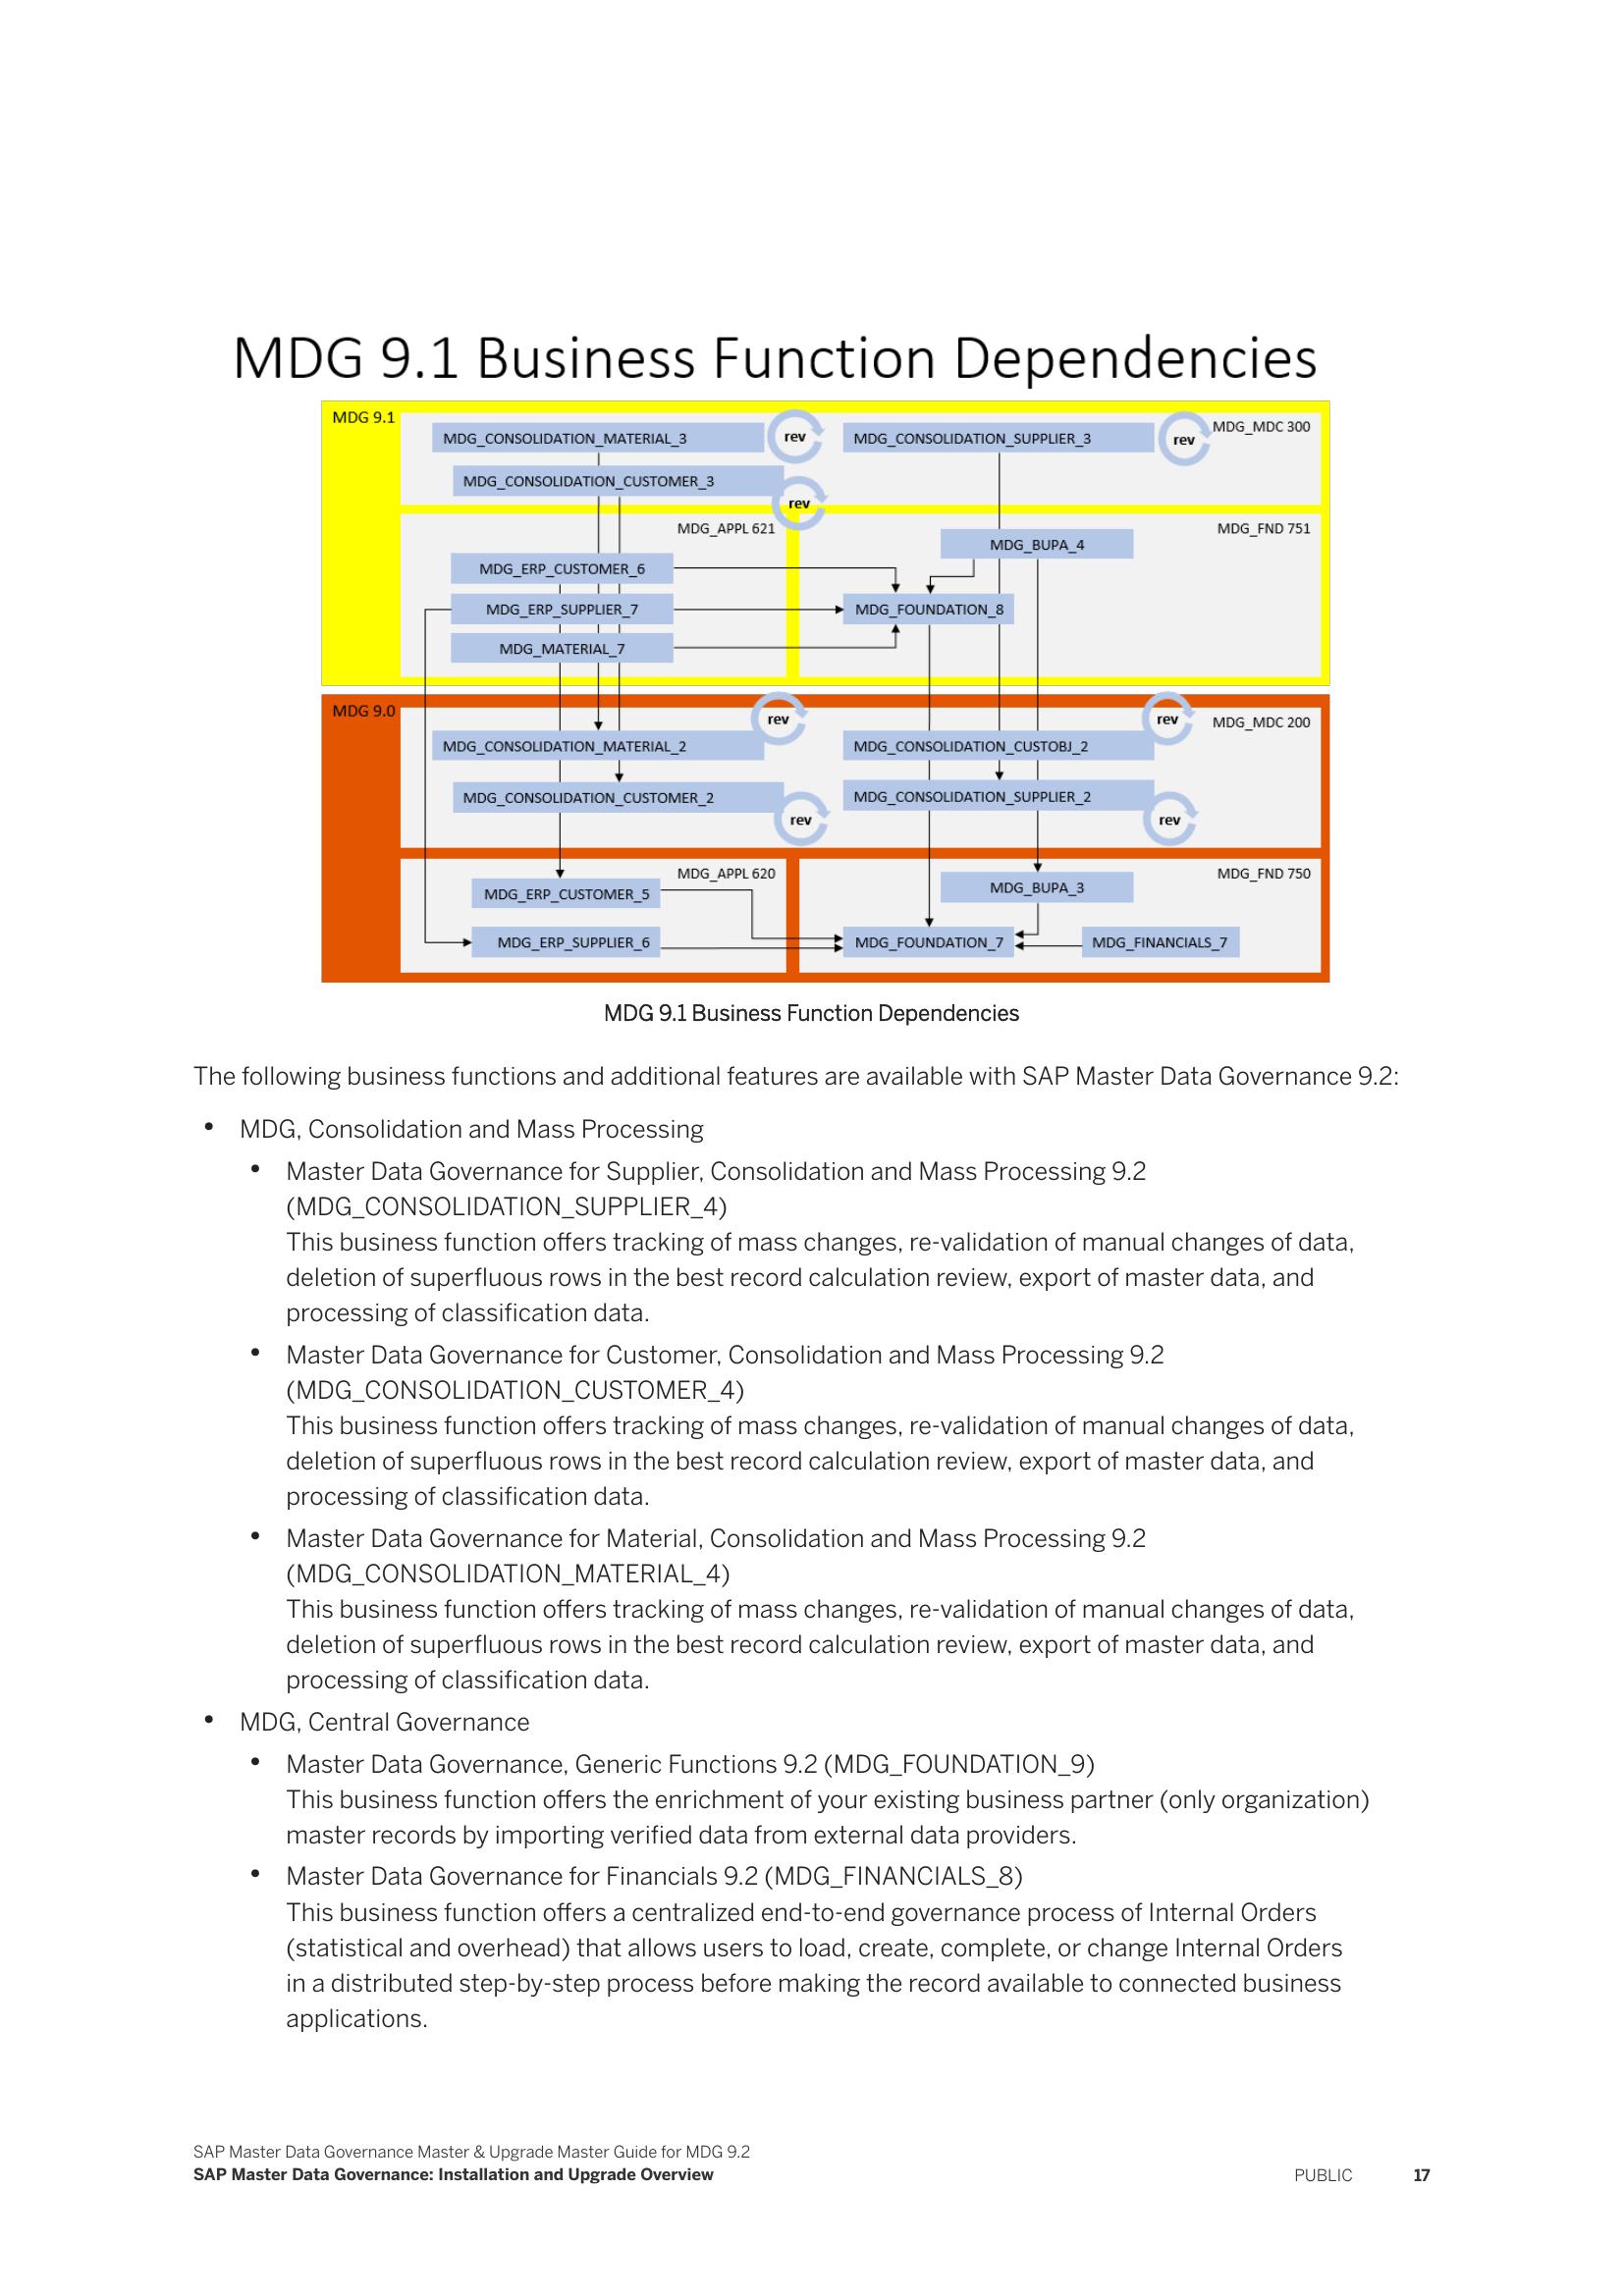 MDG 9.1 Business Function Dependencies
MDG 9.1
MDG_MDC 300
MDG_CONSOLIDATION_MATERIAL_3
rev
MDG_CONSOLIDATION_SUPPLIER_3
rev
MDG_CONSOLIDATION_CUSTOMER_3
rev
MDG_APPL 621
MDG_FND 751
MDG_BUPA_4
MDG_ERP_CUSTOMER_6
MDG_ERP_SUPPLIER_7
MDG_FOUNDATION_8
MDG_MATERIAL_7
MDG 9.0
MDG_MDC 200
rev
rev
MDG_CONSOLIDATION_MATERIAL_2
MDG_CONSOLIDATION_CUSTOBJ_2
MDG_CONSOLIDATION_CUSTOMER_2
rev
MDG_CONSOLIDATION_SUPPLIER_2
rev
MDG_APPL 620
MDG_FND 750
MDG_ERP_CUSTOMER_5
MDG_BUPA_3
MDG_ERP_SUPPLIER_6
MDG_FOUNDATION_7
MDG_FINANCIALS_7
MDG 9.1 Business Function Dependencies
The following business functions and additional features are available with SAP Master Data Governance 9.2:
• MDG, Consolidation and Mass Processing
• Master Data Governance for Supplier, Consolidation and Mass Processing 9.2
(MDG_CONSOLIDATION_SUPPLIER_4)
This business function offers tracking of mass changes, re-validation of manual changes of data,
deletion of superfluous rows in the best record calculation review, export of master data, and
processing of classification data.
• Master Data Governance for Customer, Consolidation and Mass Processing 9.2
(MDG_CONSOLIDATION_CUSTOMER_4)
This business function offers tracking of mass changes, re-validation of manual changes of data,
deletion of superfluous rows in the best record calculation review, export of master data, and
processing of classification data.
• Master Data Governance for Material, Consolidation and Mass Processing 9.2
(MDG_CONSOLIDATION_MATERIAL_4)
This business function offers tracking of mass changes, re-validation of manual changes of data,
deletion of superfluous rows in the best record calculation review, export of master data, and
processing of classification data.
• MDG, Central Governance
• Master Data Governance, Generic Functions 9.2 (MDG_FOUNDATION_9)
This business function offers the enrichment of your existing business partner (only organization)
master records by importing verified data from external data providers.
• Master Data Governance for Financials 9.2 (MDG_FINANCIALS_8)
This business function offers a centralized end-to-end governance process of Internal Orders
(statistical and overhead) that allows users to load, create, complete, or change Internal Orders
in a distributed step-by-step process before making the record available to connected business
applications.
SAP Master Data Governance Master & Upgrade Master Guide for MDG 9.2
SAP Master Data Governance: Installation and Upgrade Overview
PUBLIC 17